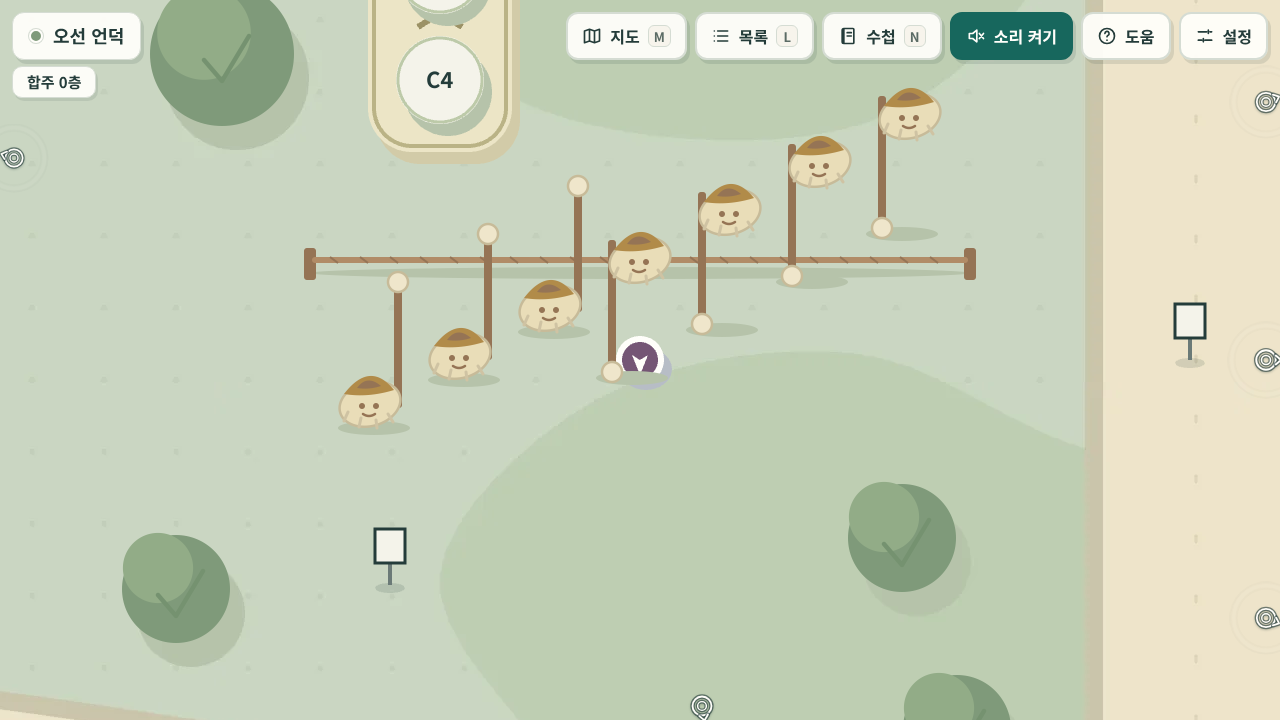 오선 언덕
합주 0층
지도 M
목록 L
수첩 N
소리 켜기
도움
설정
C4